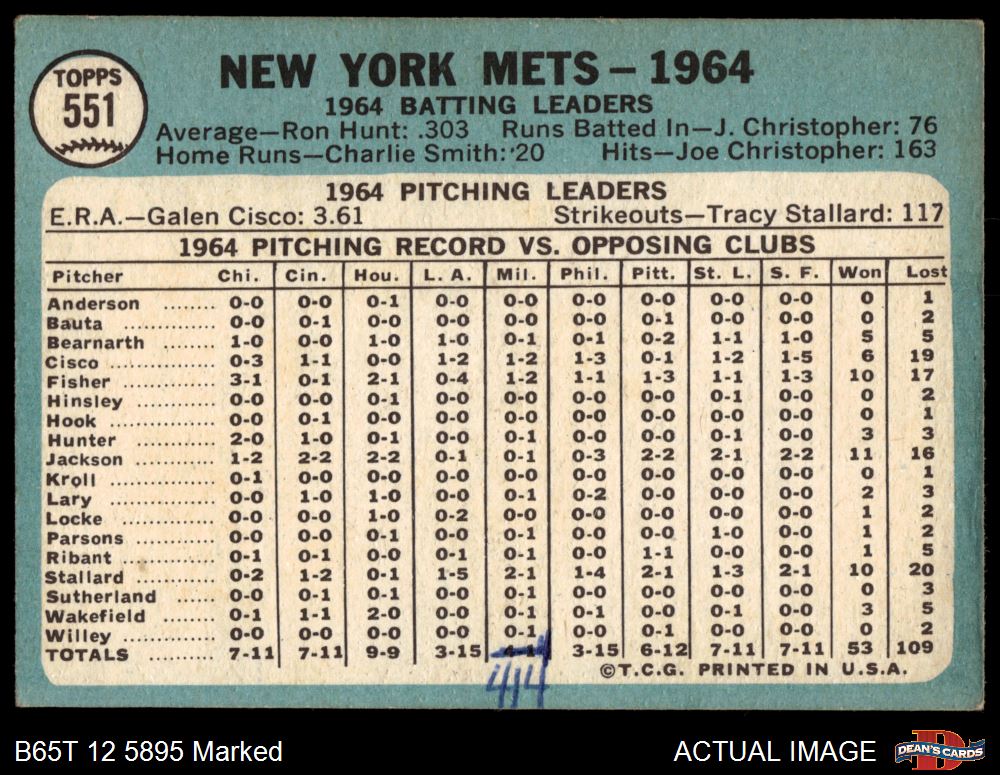 TOPPS
551
NEW YORK METS – 1964
1964 BATTING LEADERS
Average—Ron Hunt: .303 Runs Batted In—J. Christopher: 76
Home Runs—Charlie Smith: 20 Hits—Joe Christopher: 163
1964 PITCHING LEADERS
E.R.A.—Galen Cisco: 3.61 Strikeouts—Tracy Stallard: 117
1964 PITCHING RECORD VS. OPPOSING CLUBS
Pitcher Chi. Cin. Hou. L. A. Mil. Phil. Pitt. St. L. S. F. Won Lost
Anderson ........ 0-0 0-0 0-1 0-0 0-0 0-0 0-0 0-0 0-0 0 1
Bauta ............ 0-0 0-1 0-0 0-0 0-0 0-0 0-1 0-0 0-0 0 2
Bearnarth ........ 1-0 0-0 1-0 1-0 0-1 0-1 0-2 1-1 1-0 5 5
Cisco ............ 0-3 1-1 0-0 1-2 1-2 1-3 0-1 1-2 1-5 6 19
Fisher ............ 3-1 0-1 2-1 0-4 1-2 1-1 1-3 1-1 1-3 10 17
Hinsley ............ 0-0 0-0 0-1 0-0 0-1 0-0 0-0 0-0 0-0 0 2
Hook ............ 0-0 0-1 0-0 0-0 0-0 0-0 0-0 0-0 0-0 0 1
Hunter ............ 2-0 1-0 0-1 0-0 0-1 0-0 0-0 0-1 0-0 3 3
Jackson ............ 1-2 2-2 2-2 0-1 0-1 0-3 2-2 2-1 2-2 11 16
Kroll ............ 0-1 0-0 0-0 0-0 0-0 0-0 0-0 0-0 0-0 0 1
Lary ............ 0-0 1-0 1-0 0-0 0-1 0-2 0-0 0-0 0-0 2 3
Locke ............ 0-0 0-0 1-0 0-2 0-0 0-0 0-0 0-0 0-0 1 2
Parsons ............ 0-0 0-0 0-1 0-0 0-1 0-0 0-0 1-0 0-0 1 2
Ribant ............ 0-1 0-1 0-0 0-1 0-1 0-0 1-1 0-0 0-0 1 5
Stallard ............ 0-2 1-2 0-1 1-5 2-1 1-4 2-1 1-3 2-1 10 20
Sutherland ...... 0-0 0-1 0-1 0-0 0-1 0-0 0-0 0-0 0-0 0 3
Wakefield ........ 0-1 1-1 2-0 0-0 0-1 0-1 0-0 0-1 0-0 3 5
Willey ............ 0-0 0-0 0-0 0-0 0-1 0-0 0-1 0-0 0-0 0 2
TOTALS .......... 7-11 7-11 9-9 3-15 3-15 6-12 7-11 7-11 53 109
414
©T.C.G. PRINTED IN U.S.A.
B65T 12 5895 Marked
ACTUAL IMAGE
DEAN'S CARDS